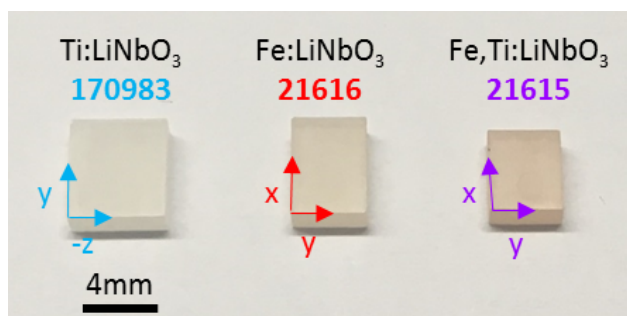 Ti:LiNbO₃
170983
y
-z
4mm
Fe:LiNbO₃
21616
x
y
Fe,Ti:LiNbO₃
21615
x
y